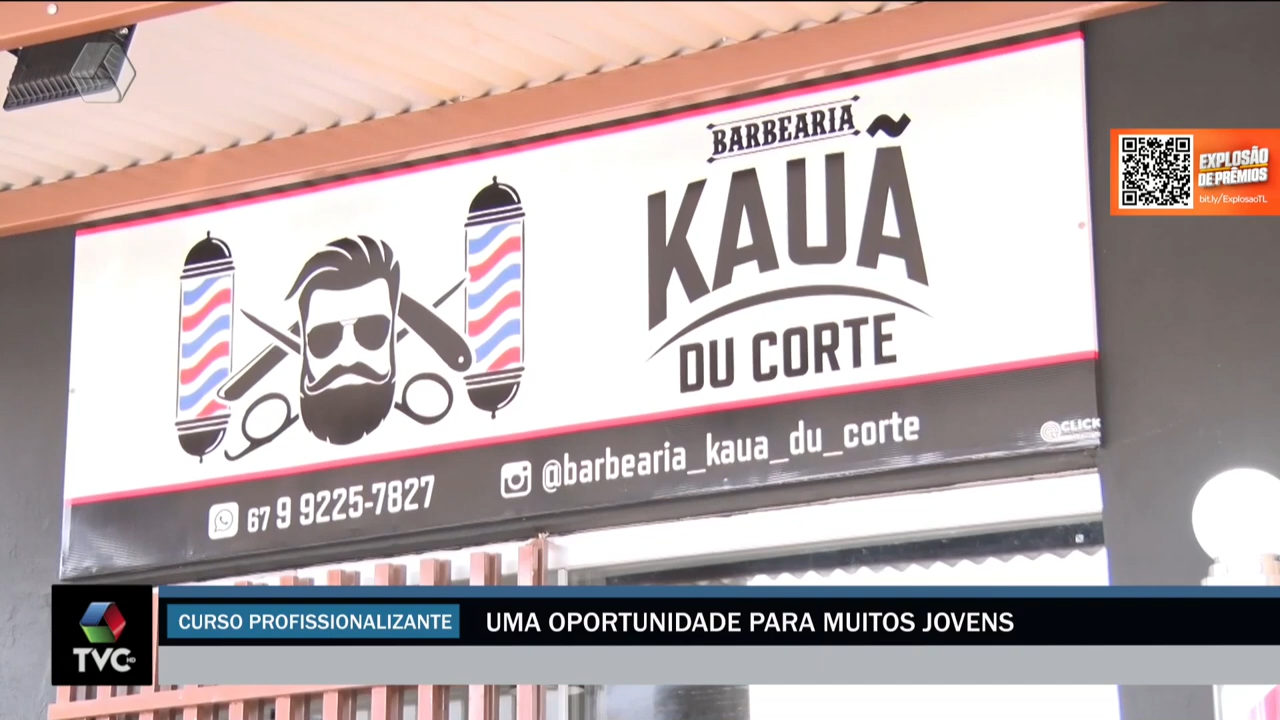 BARBEARIA
KAUÃ
DU CORTE
67 9 9225-7827
@barbearia_kaua_du_corte
CLICK
EXPLOSÃO
DE PRÊMIOS
bit.ly/ExplosaoTL
CURSO PROFISSIONALIZANTE
UMA OPORTUNIDADE PARA MUITOS JOVENS
TVC HD